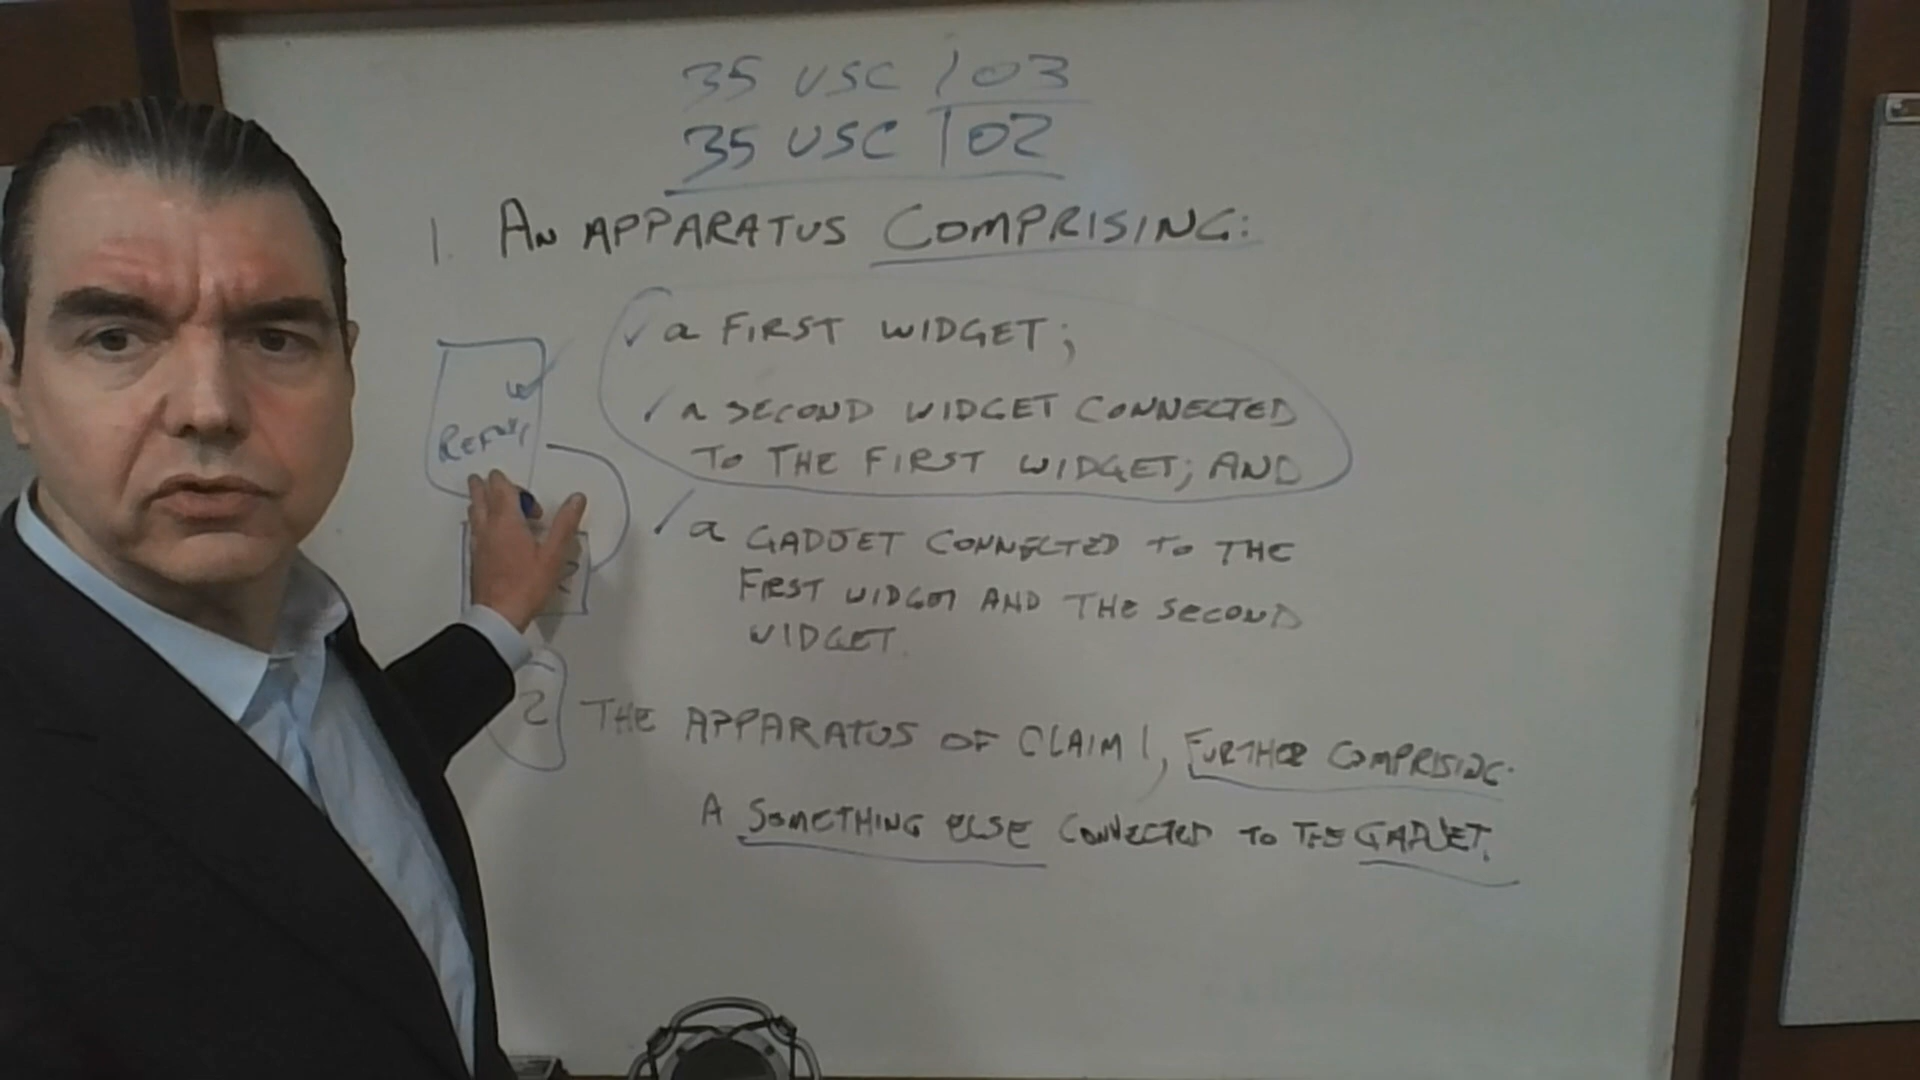 35 USC 103
35 USC 102
1. AN APPARATUS COMPRISING:
a FIRST WIDGET;
A SECOND WIDGET CONNECTED
TO THE FIRST WIDGET; AND
a GADJET CONNECTED TO THE
FIRST WIDGET AND THE SECOND
WIDGET.
2 THE APPARATUS OF CLAIM 1, FURTHER COMPRISING:
A SOMETHING ELSE CONNECTED TO THE GADJET.